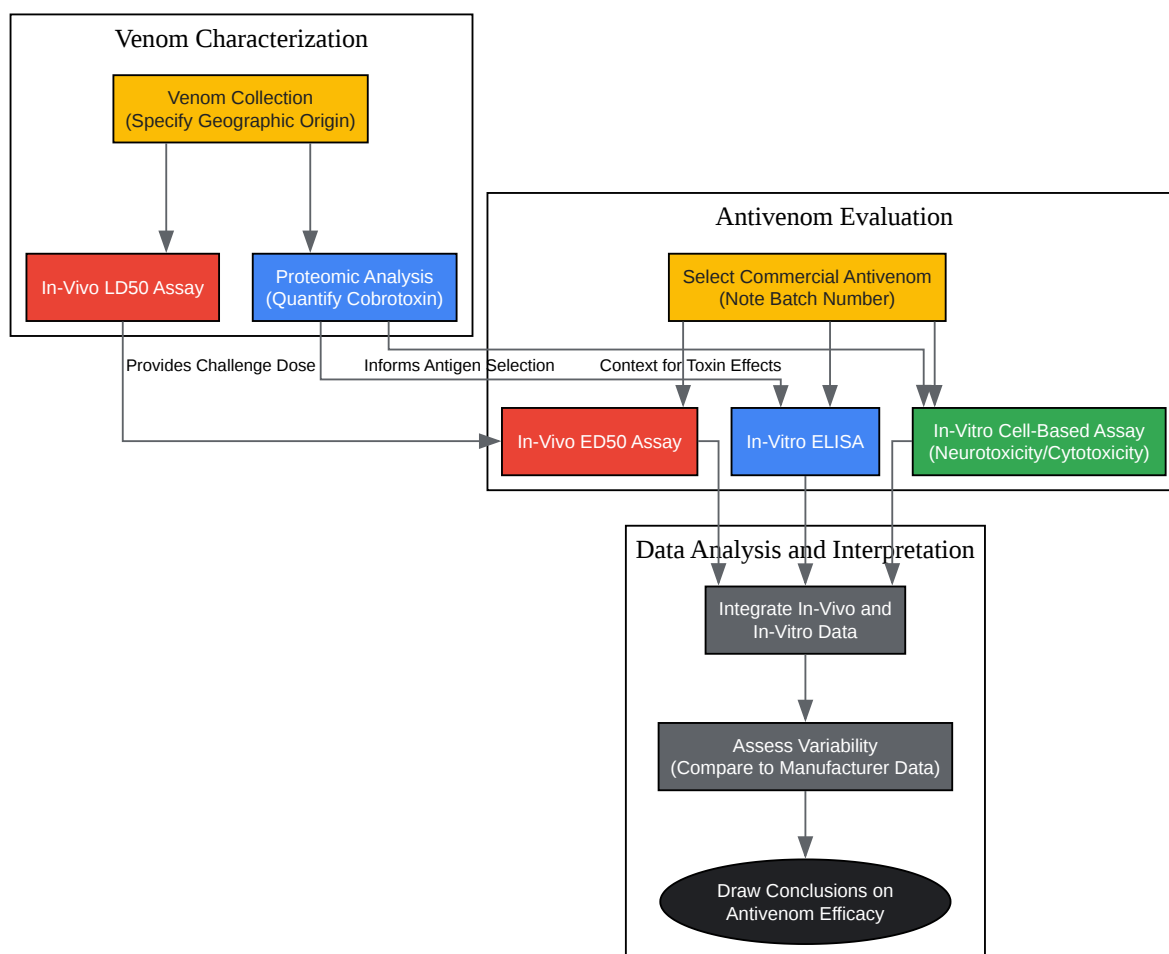 Venom Characterization
Venom Collection
(Specify Geographic Origin)
In-Vivo LD50 Assay
Proteomic Analysis
(Quantify Cobrotoxin)
Antivenom Evaluation
Select Commercial Antivenom
(Note Batch Number)
Provides Challenge Dose
Informs Antigen Selection
Context for Toxin Effects
In-Vivo ED50 Assay
In-Vitro ELISA
In-Vitro Cell-Based Assay
(Neurotoxicity/Cytotoxicity)
Data Analysis and Interpretation
Integrate In-Vivo and
In-Vitro Data
Assess Variability
(Compare to Manufacturer Data)
Draw Conclusions on
Antivenom Efficacy